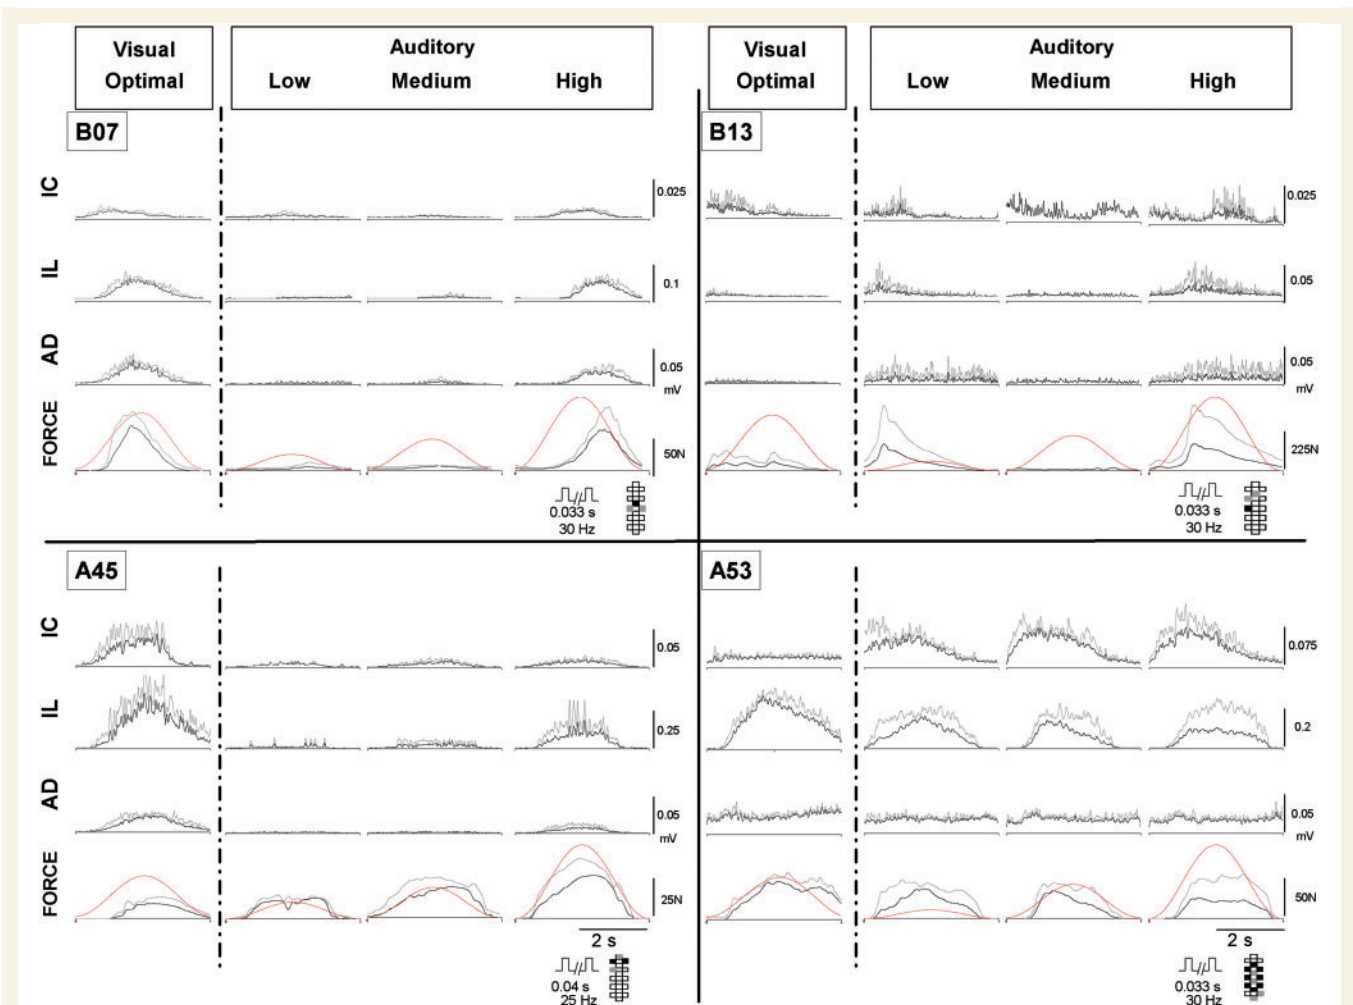 Visual
Optimal
Auditory
Low Medium High
Visual
Optimal
Auditory
Low Medium High
B07
IC
0.025
IL
0.1
AD
0.05
mV
FORCE
50N
0.033 s
30 Hz
B13
0.025
0.05
0.05
mV
225N
0.033 s
30 Hz
A45
IC
0.05
IL
0.25
AD
0.05
mV
FORCE
25N
2 s
0.04 s
25 Hz
A53
0.075
0.2
0.05
mV
50N
2 s
0.033 s
30 Hz